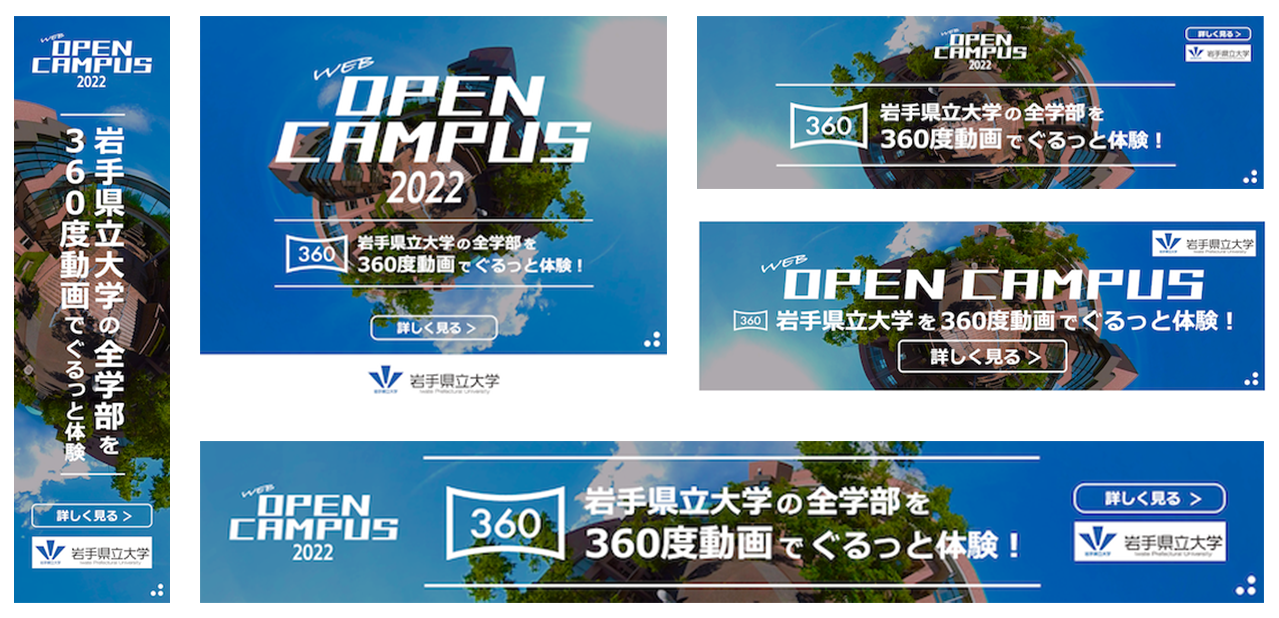 WEB
OPEN
CAMPUS
2022
岩手県立大学の全学部を
360度動画でぐるっと体験
詳しく見る >
岩手県立大学
WEB
OPEN
CAMPUS
2022
360
岩手県立大学の全学部を
360度動画でぐるっと体験！
詳しく見る >
岩手県立大学
Iwate Prefectural University
WEB
OPEN
CAMPUS
2022
詳しく見る >
岩手県立大学
360
岩手県立大学の全学部を
360度動画でぐるっと体験！
岩手県立大学
Iwate Prefectural University
WEB
OPEN CAMPUS
360
岩手県立大学を360度動画でぐるっと体験！
詳しく見る >
WEB
OPEN
CAMPUS
2022
360
岩手県立大学の全学部を
360度動画でぐるっと体験！
詳しく見る >
岩手県立大学
Iwate Prefectural University